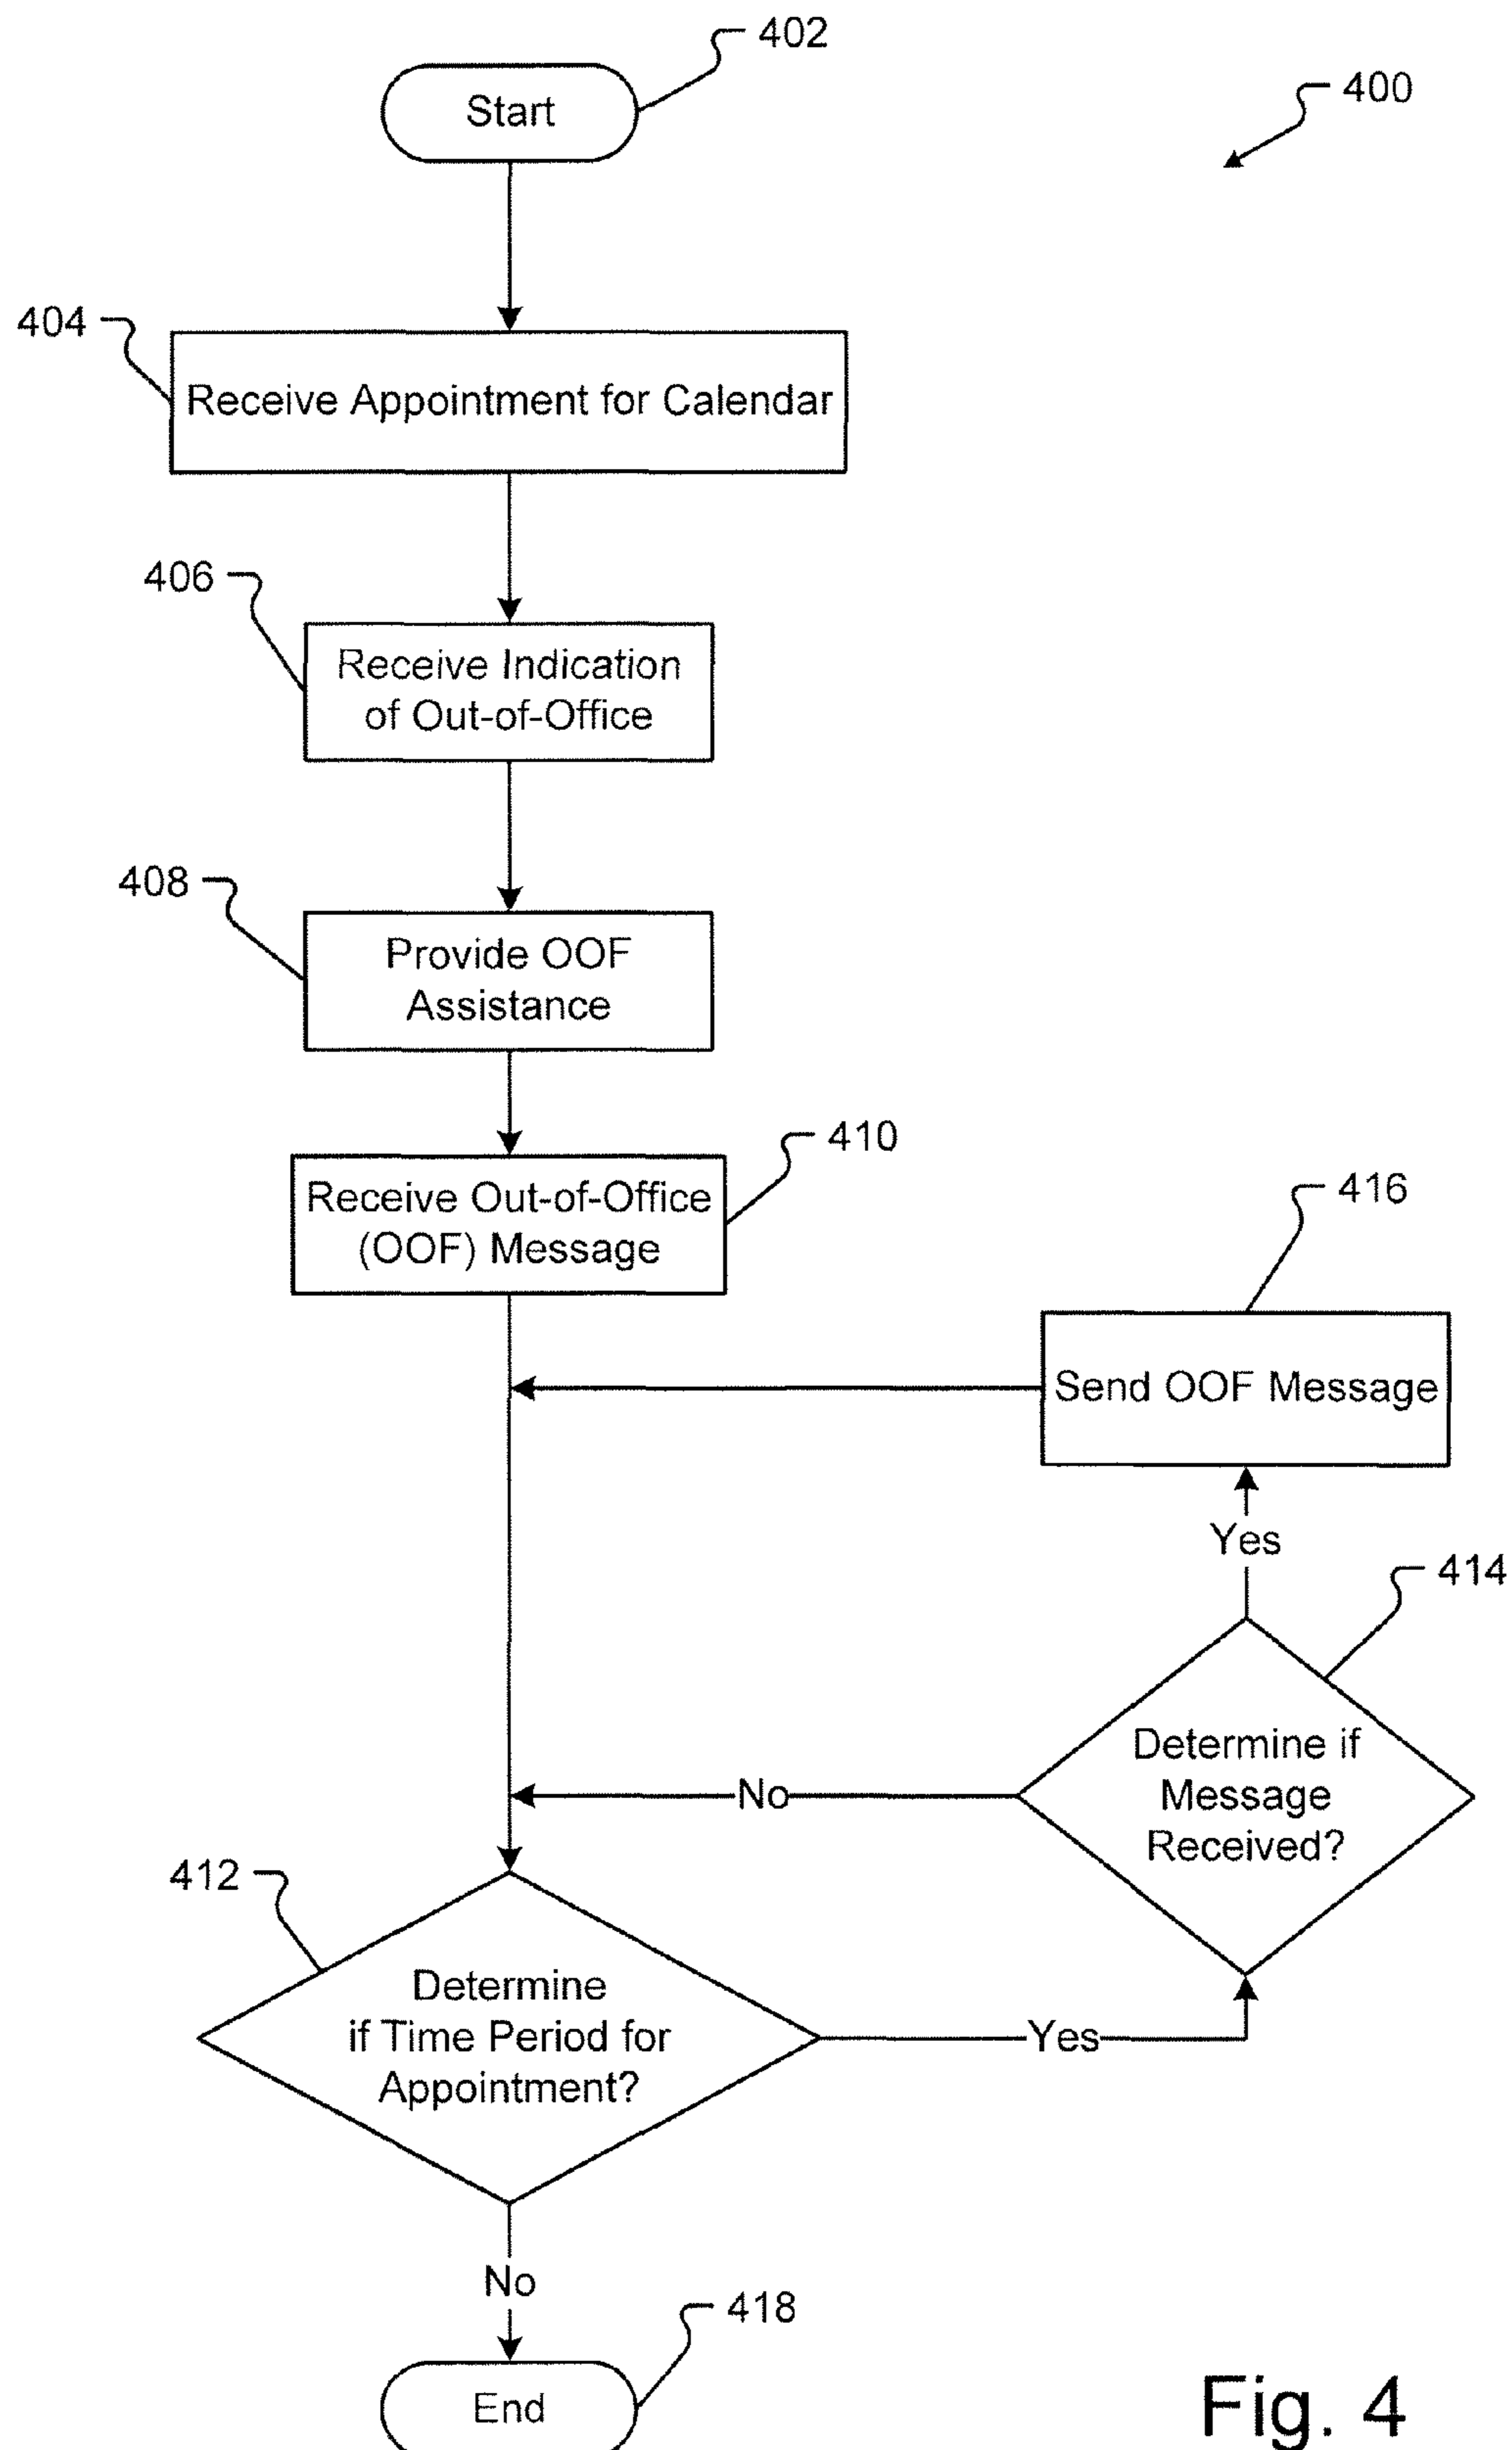 402
Start
400
404
Receive Appointment for Calendar
406
Receive Indication
of Out-of-Office
408
Provide OOF
Assistance
410
Receive Out-of-Office
(OOF) Message
416
Send OOF Message
Yes
414
Determine if
Message
Received?
No
412
Determine
if Time Period for
Appointment?
Yes
No
418
End
Fig. 4